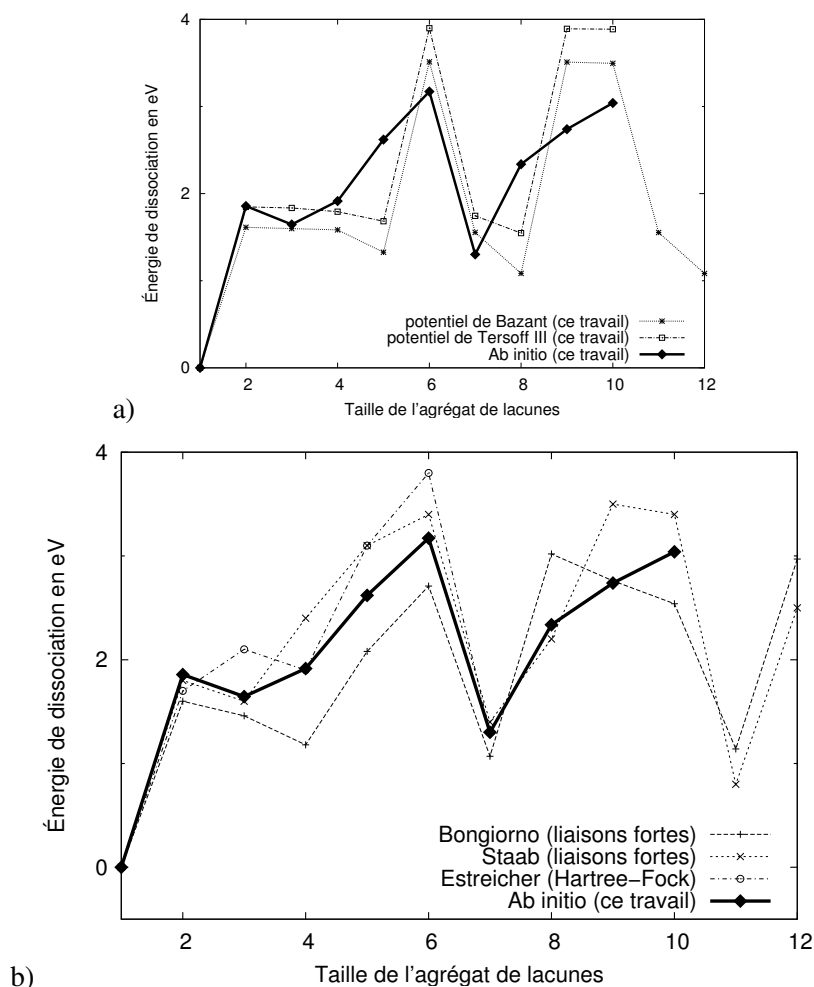 4
2
0
Énergie de dissociation en eV
potentiel de Bazant (ce travail)
potentiel de Tersoff III (ce travail)
Ab initio (ce travail)
2 4 6 8 10 12
Taille de l'agrégat de lacunes
a)
4
2
0
Énergie de dissociation en eV
Bongiorno (liaisons fortes)
Staab (liaisons fortes)
Estreicher (Hartree−Fock)
Ab initio (ce travail)
2 4 6 8 10 12
Taille de l'agrégat de lacunes
b)